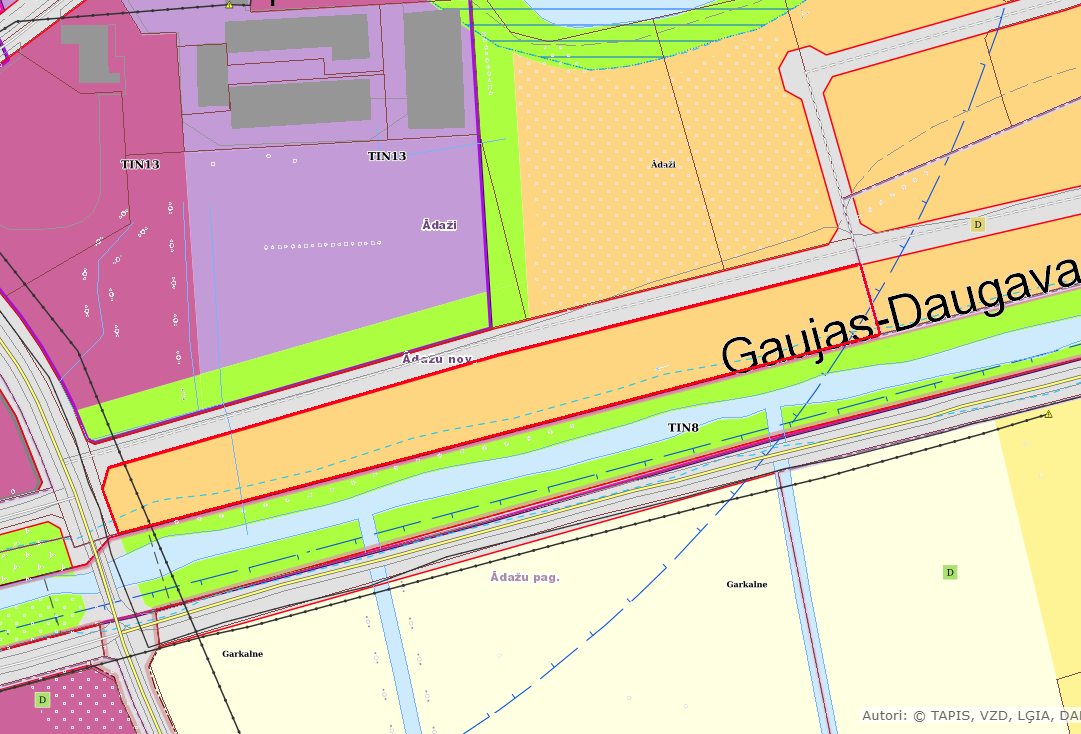 TIN13
TIN13
Ādaži
Ādaži
D
Gaujas-Daugava
Ādažu nov.
TIN8
Ādažu pag.
D
Garkalne
Garkalne
D
Autori: © TAPIS, VZD, LĢIA, DA